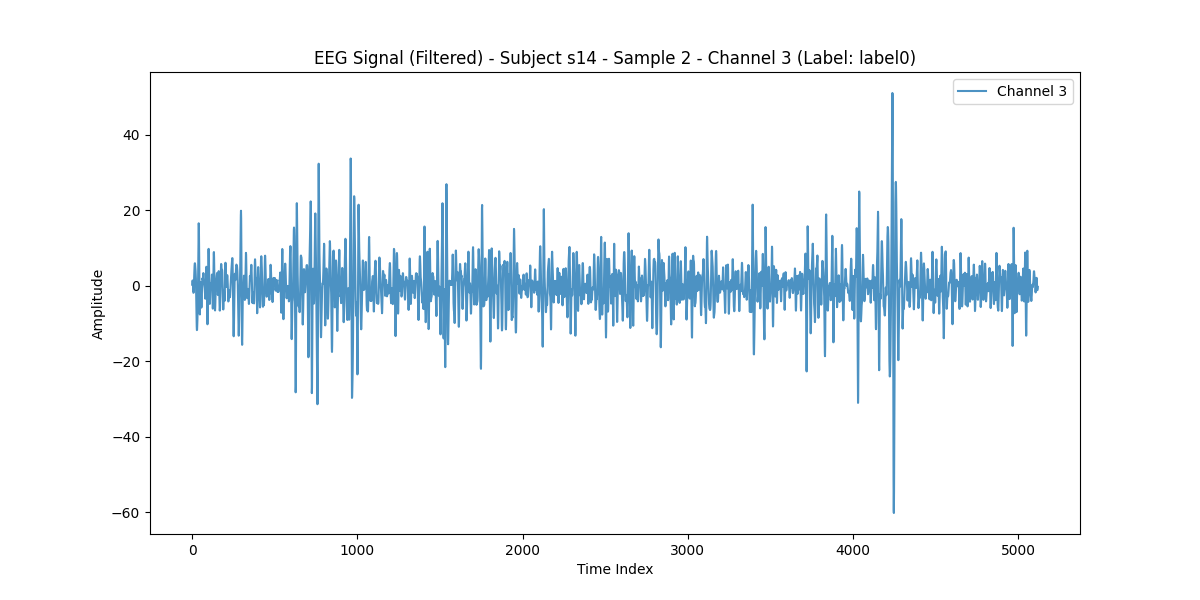 EEG Signal (Filtered) - Subject s14 - Sample 2 - Channel 3 (Label: label0)
Channel 3
40
20
0
−20
−40
−60
Amplitude
0 1000 2000 3000 4000 5000
Time Index